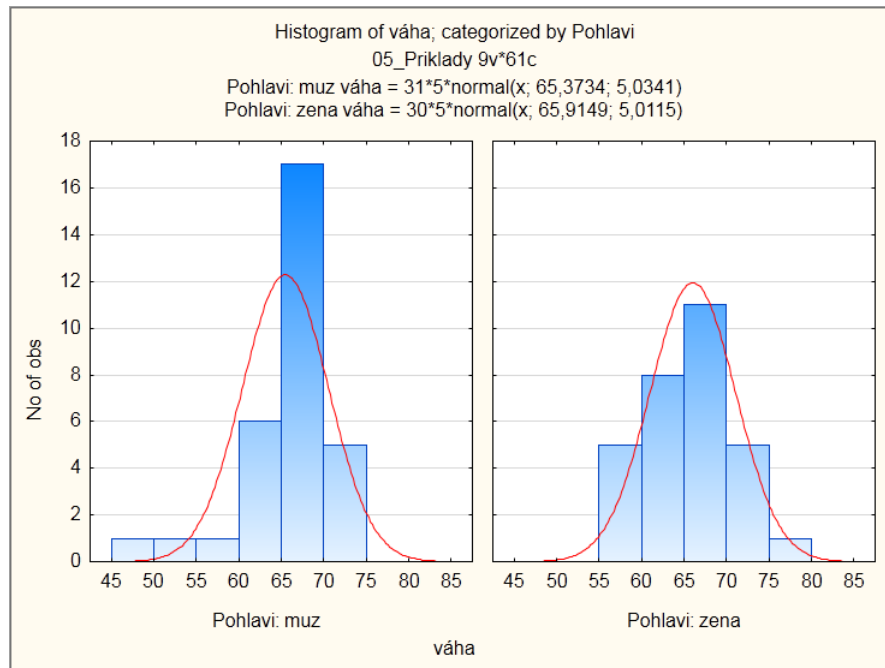 Histogram of váha; categorized by Pohlavi
05_Priklady 9v*61c
Pohlavi: muz váha = 31*5*normal(x; 65,3734; 5,0341)
Pohlavi: zena váha = 30*5*normal(x; 65,9149; 5,0115)
18
16
14
12
10
8
6
4
2
0
No of obs
45 50 55 60 65 70 75 80 85
45 50 55 60 65 70 75 80 85
Pohlavi: muz
Pohlavi: zena
váha